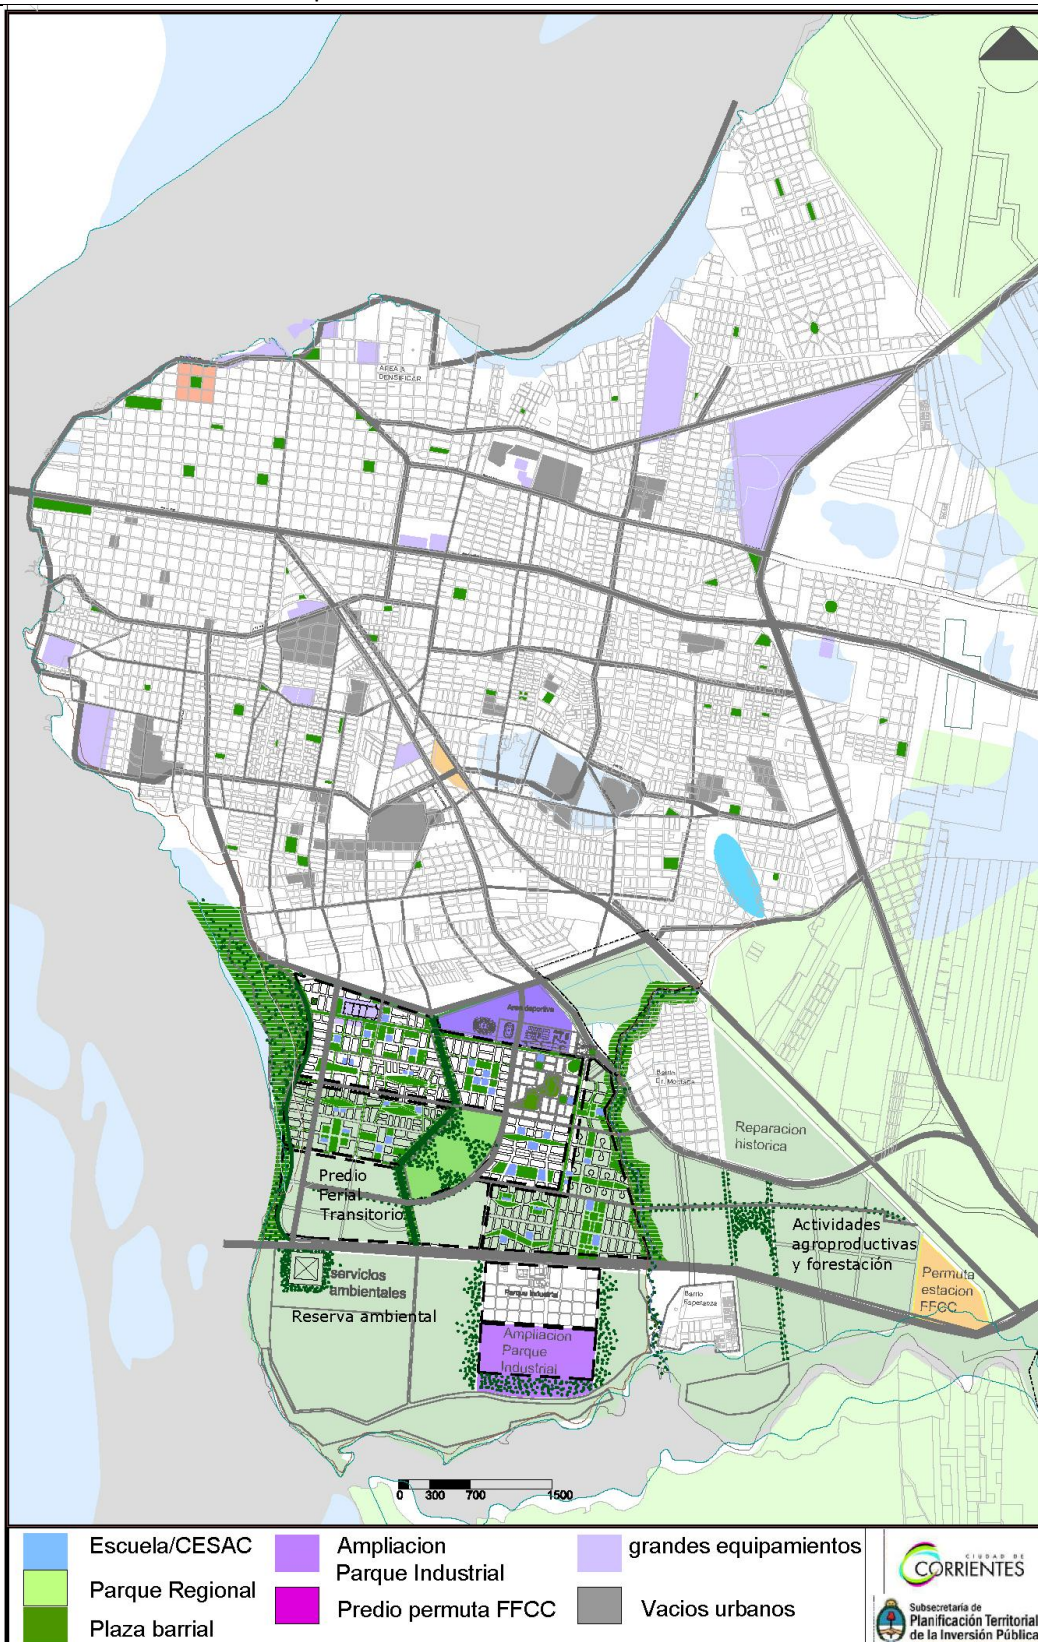 AREA A
DENSIFICAR
Area deportiva
Barrio
Dr. Montaña
Reparacion
historica
Predio
Ferial
Transitorio
Actividades
agroproductivas
y forestación
servicios
ambientales
Reserva ambiental
Parque Industrial
Barrio
Esperanza
Permuta
estacion
FFCC
Ampliacion
Parque
Industrial
0 300 700 1500
Escuela/CESAC
Parque Regional
Plaza barrial
Ampliacion
Parque Industrial
Predio permuta FFCC
grandes equipamientos
Vacios urbanos
CIUDAD DE
CORRIENTES
Subsecretaría de
Planificación Territorial
de la Inversión Pública